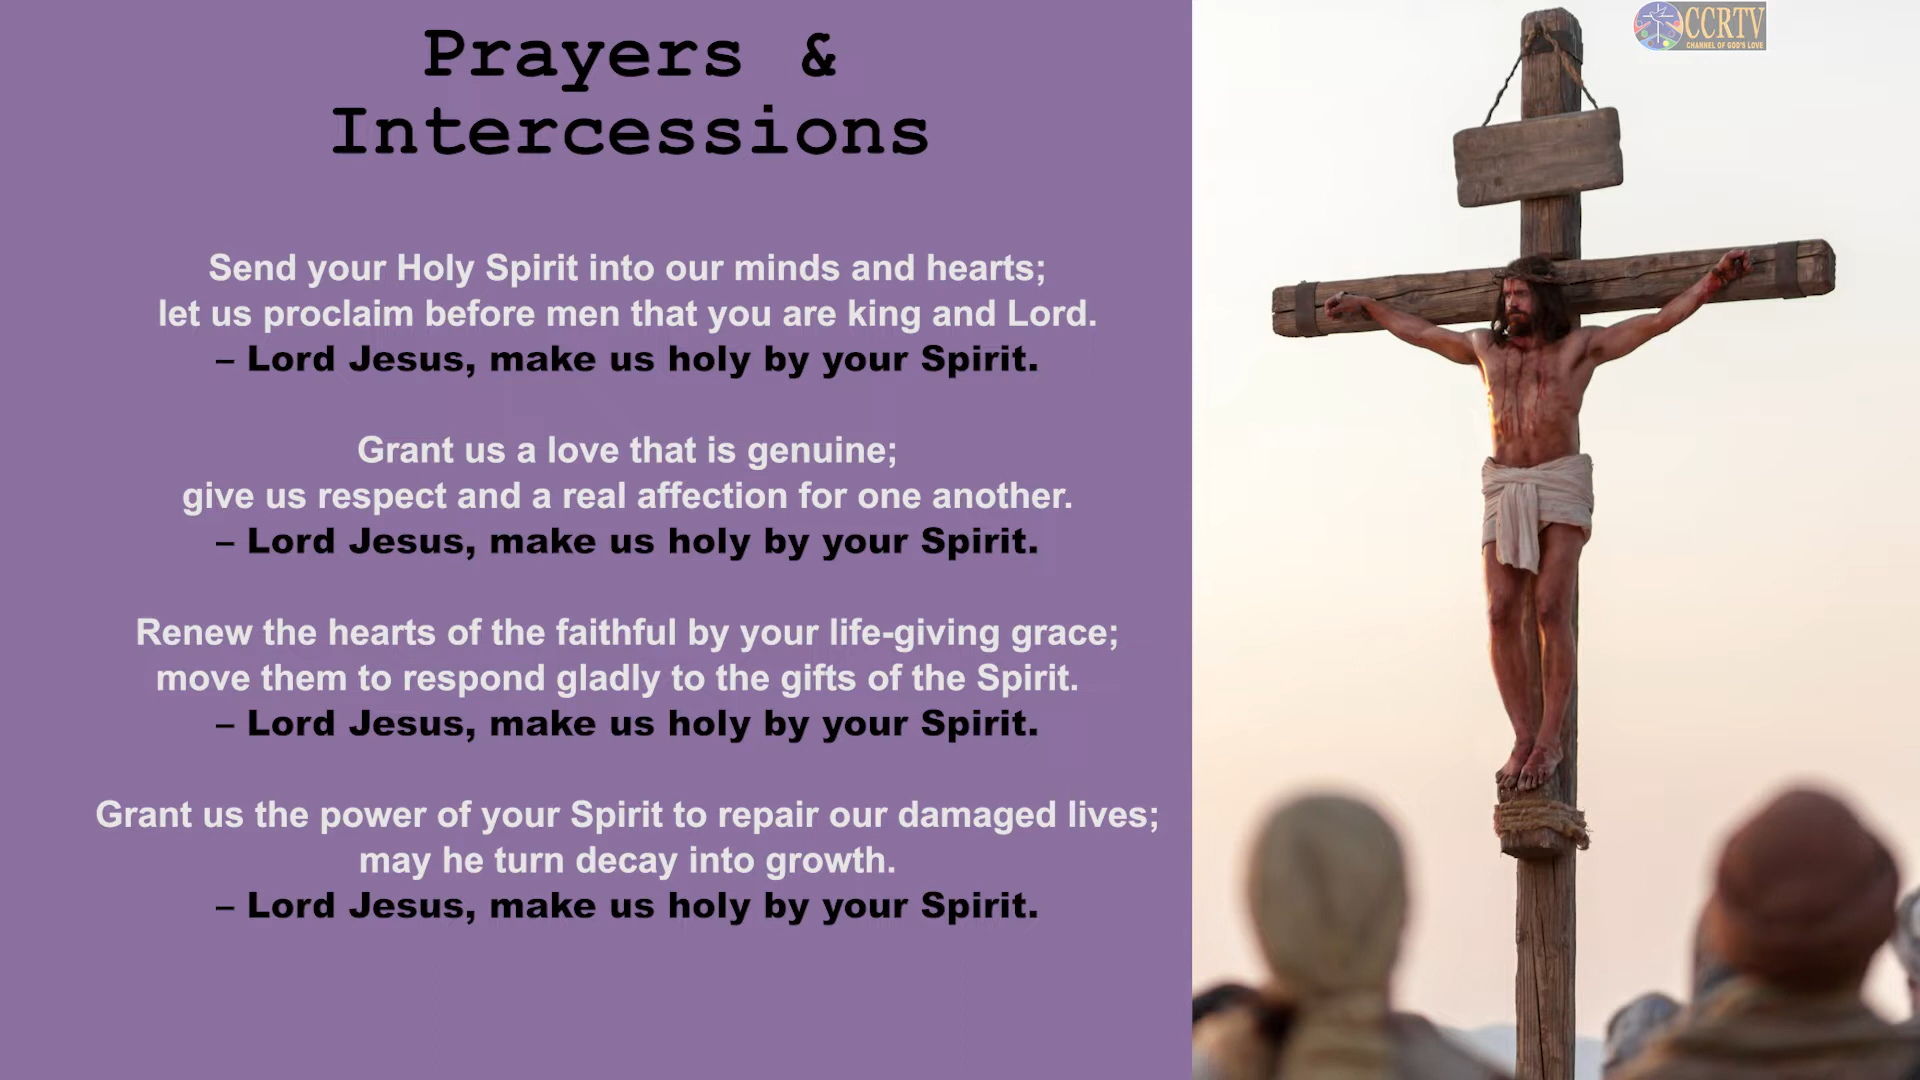 Prayers &
Intercessions
CCRTV
CHANNEL OF GOD'S LOVE
Send your Holy Spirit into our minds and hearts;
let us proclaim before men that you are king and Lord.
– Lord Jesus, make us holy by your Spirit.
Grant us a love that is genuine;
give us respect and a real affection for one another.
– Lord Jesus, make us holy by your Spirit.
Renew the hearts of the faithful by your life-giving grace;
move them to respond gladly to the gifts of the Spirit.
– Lord Jesus, make us holy by your Spirit.
Grant us the power of your Spirit to repair our damaged lives;
may he turn decay into growth.
– Lord Jesus, make us holy by your Spirit.